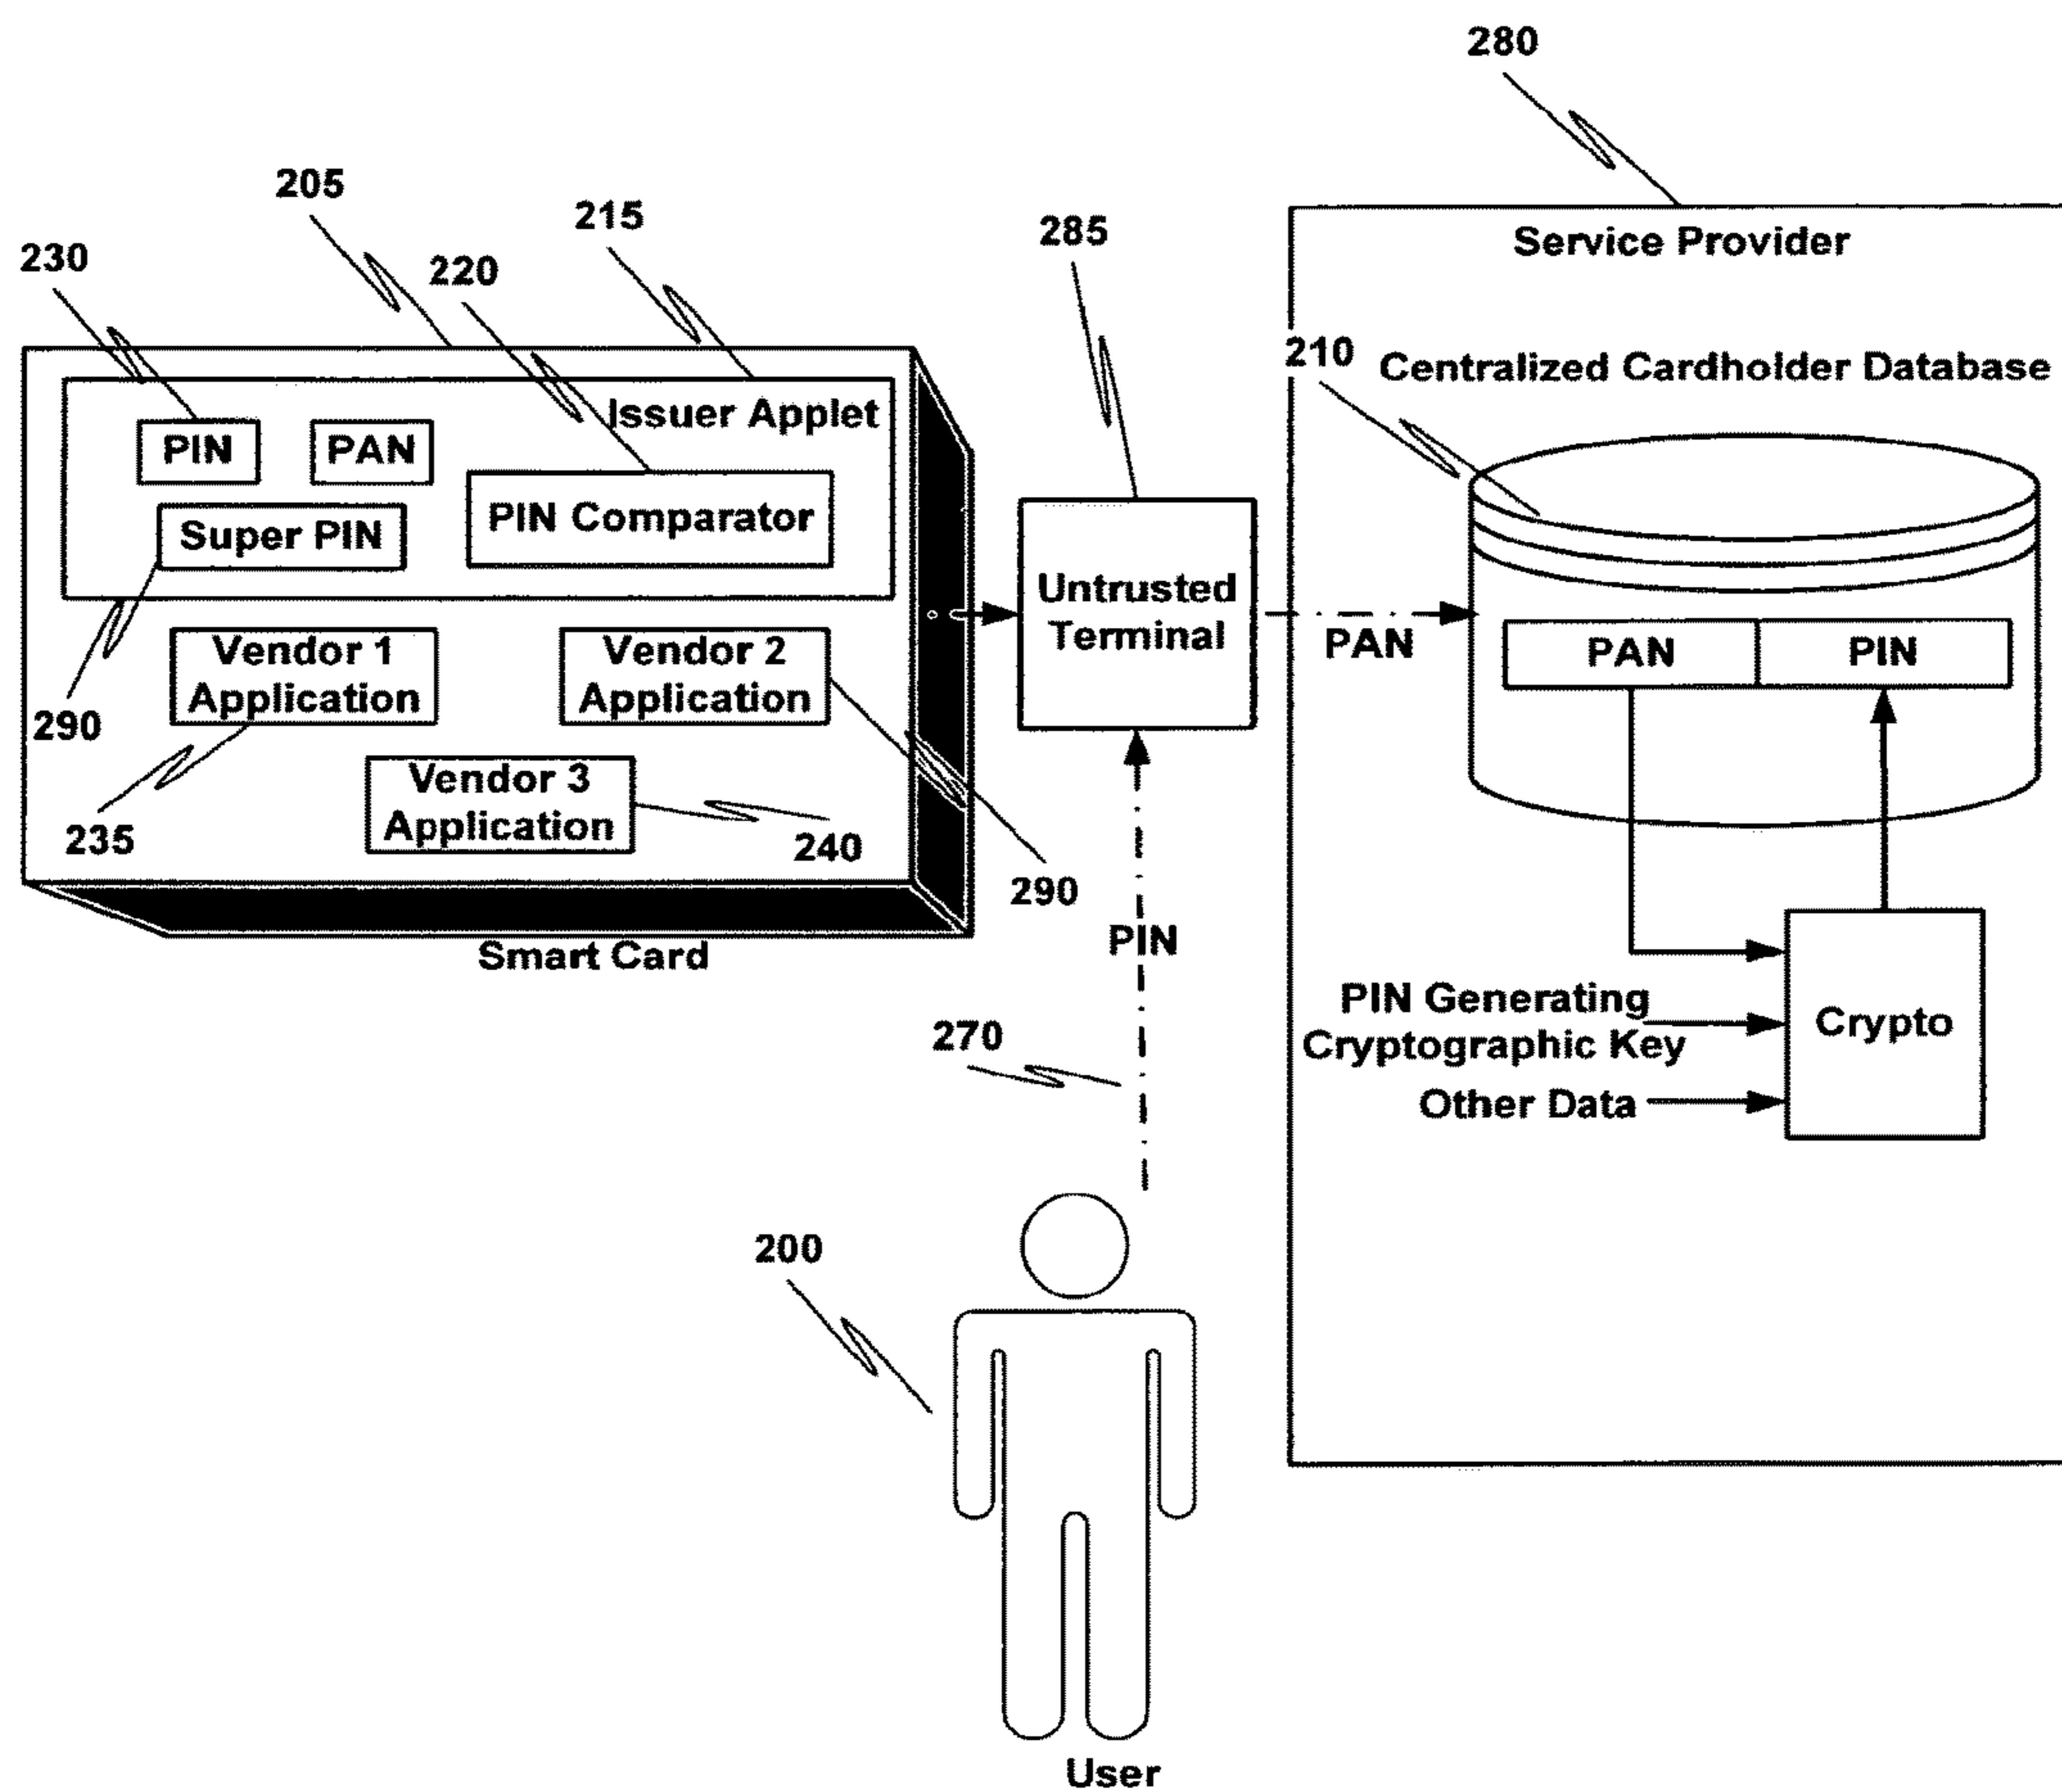 280
205
215
285
230
220
Service Provider
210
Centralized Cardholder Database
Issuer Applet
PIN
PAN
PIN Comparator
Super PIN
Untrusted
Terminal
PAN
PAN
PIN
Vendor 1
Application
Vendor 2
Application
290
Vendor 3
Application
235
240
290
Smart Card
PIN
PIN Generating
Cryptographic Key
Crypto
270
Other Data
200
User